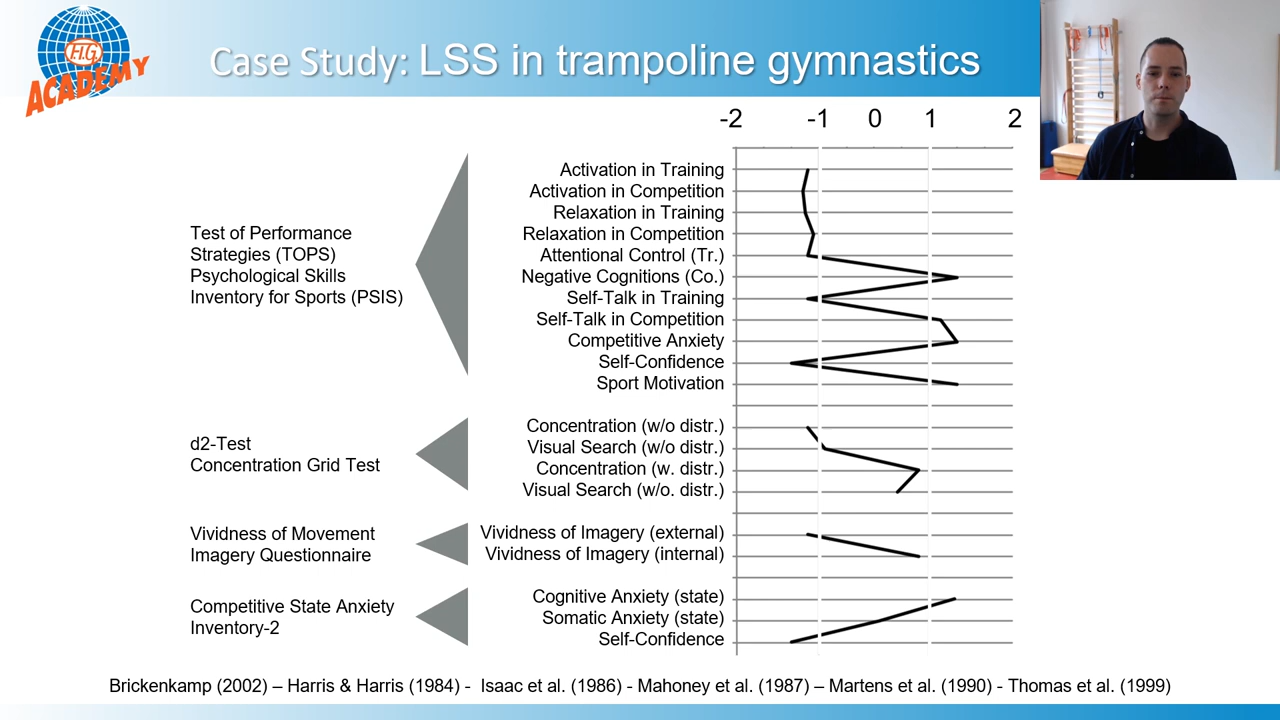 F.I.G.
ACADEMY
Case Study: LSS in trampoline gymnastics
-2 -1 0 1 2
Test of Performance
Strategies (TOPS)
Psychological Skills
Inventory for Sports (PSIS)
Activation in Training
Activation in Competition
Relaxation in Training
Relaxation in Competition
Attentional Control (Tr.)
Negative Cognitions (Co.)
Self-Talk in Training
Self-Talk in Competition
Competitive Anxiety
Self-Confidence
Sport Motivation
d2-Test
Concentration Grid Test
Concentration (w/o distr.)
Visual Search (w/o distr.)
Concentration (w. distr.)
Visual Search (w/o. distr.)
Vividness of Movement
Imagery Questionnaire
Vividness of Imagery (external)
Vividness of Imagery (internal)
Competitive State Anxiety
Inventory-2
Cognitive Anxiety (state)
Somatic Anxiety (state)
Self-Confidence
Brickenkamp (2002) – Harris & Harris (1984) - Isaac et al. (1986) - Mahoney et al. (1987) – Martens et al. (1990) - Thomas et al. (1999)